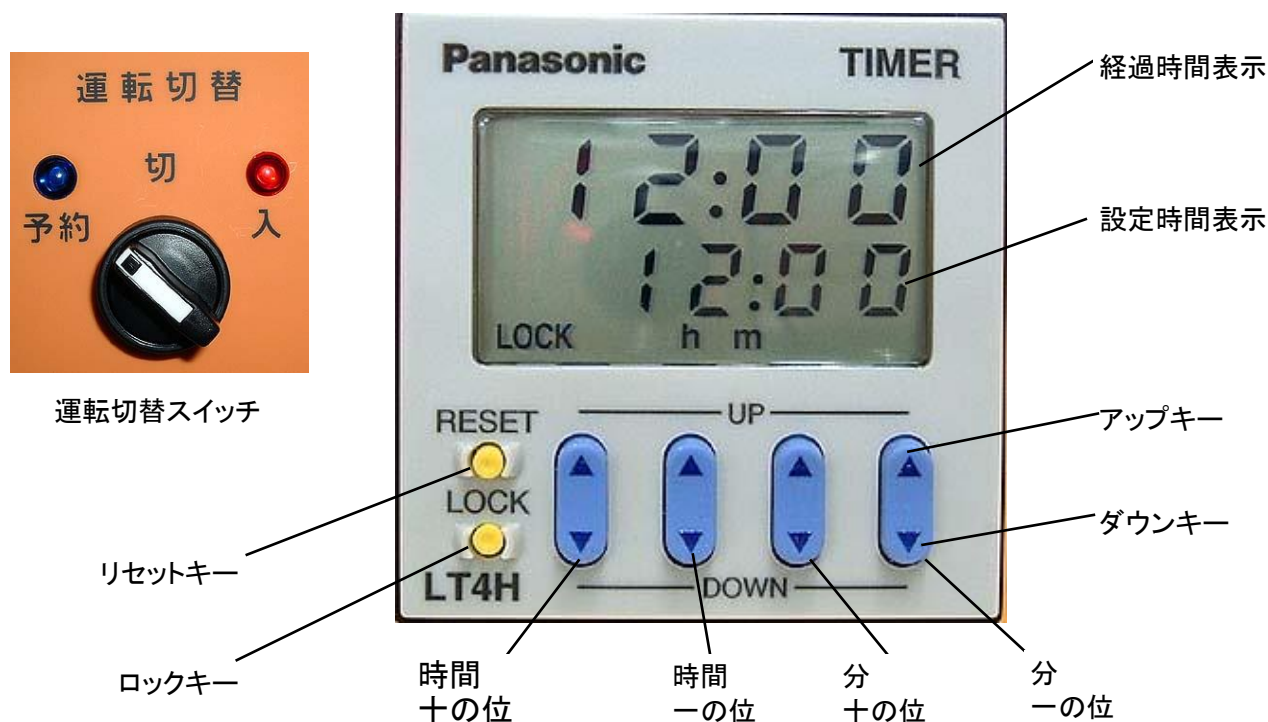 運転切替
切
予約
入
運転切替スイッチ
Panasonic TIMER
12:00
12:00
LOCK h m
RESET
UP
LOCK
LT4H
DOWN
経過時間表示
設定時間表示
アップキー
ダウンキー
リセットキー
ロックキー
時間
十の位
時間
一の位
分
十の位
分
一の位